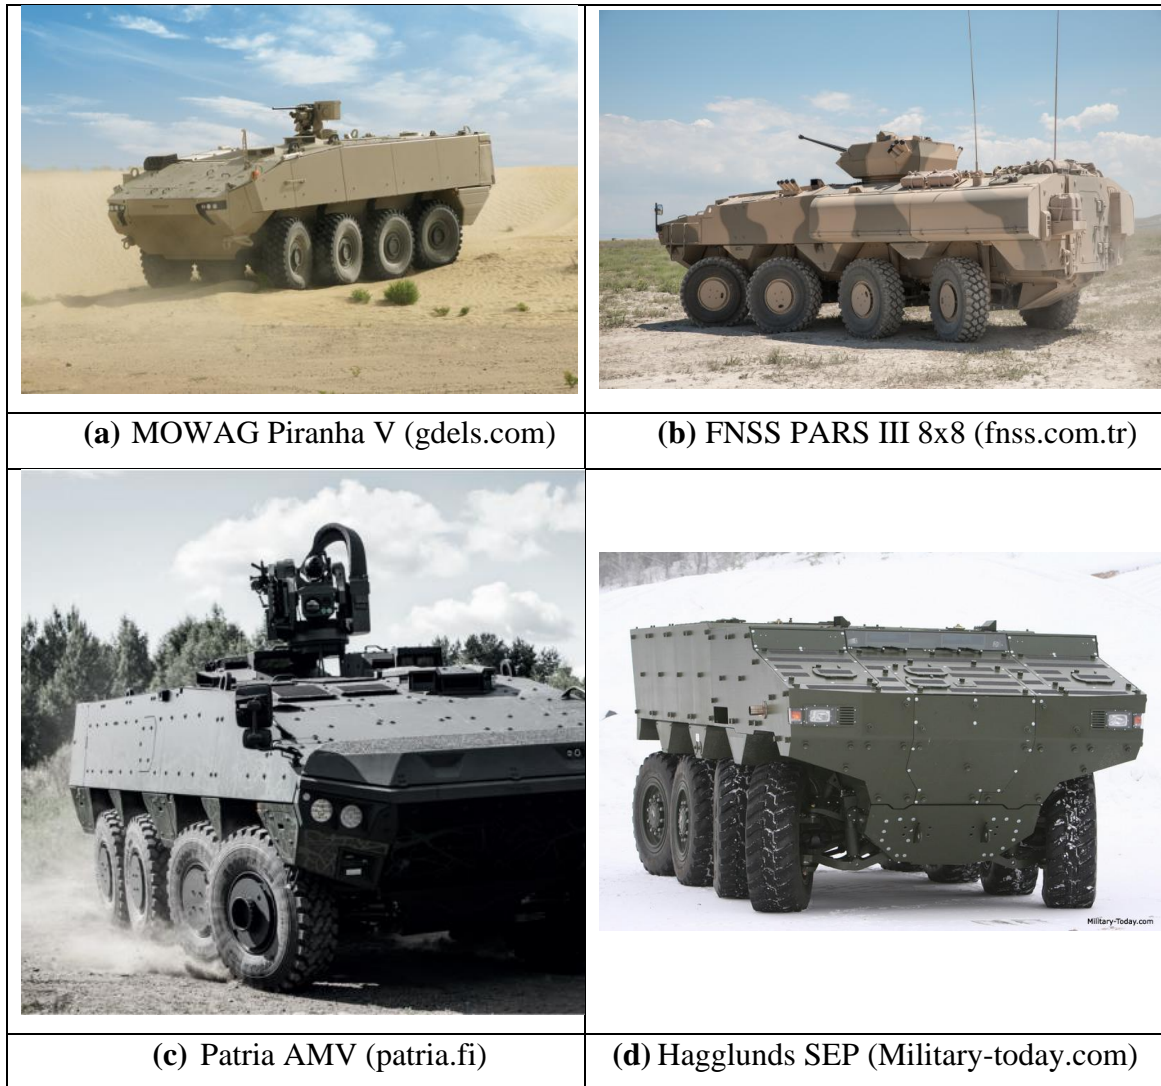 (a) MOWAG Piranha V (gdels.com)
(b) FNSS PARS III 8x8 (fnss.com.tr)
Military-Today.com
(c) Patria AMV (patria.fi)
(d) Hagglunds SEP (Military-today.com)